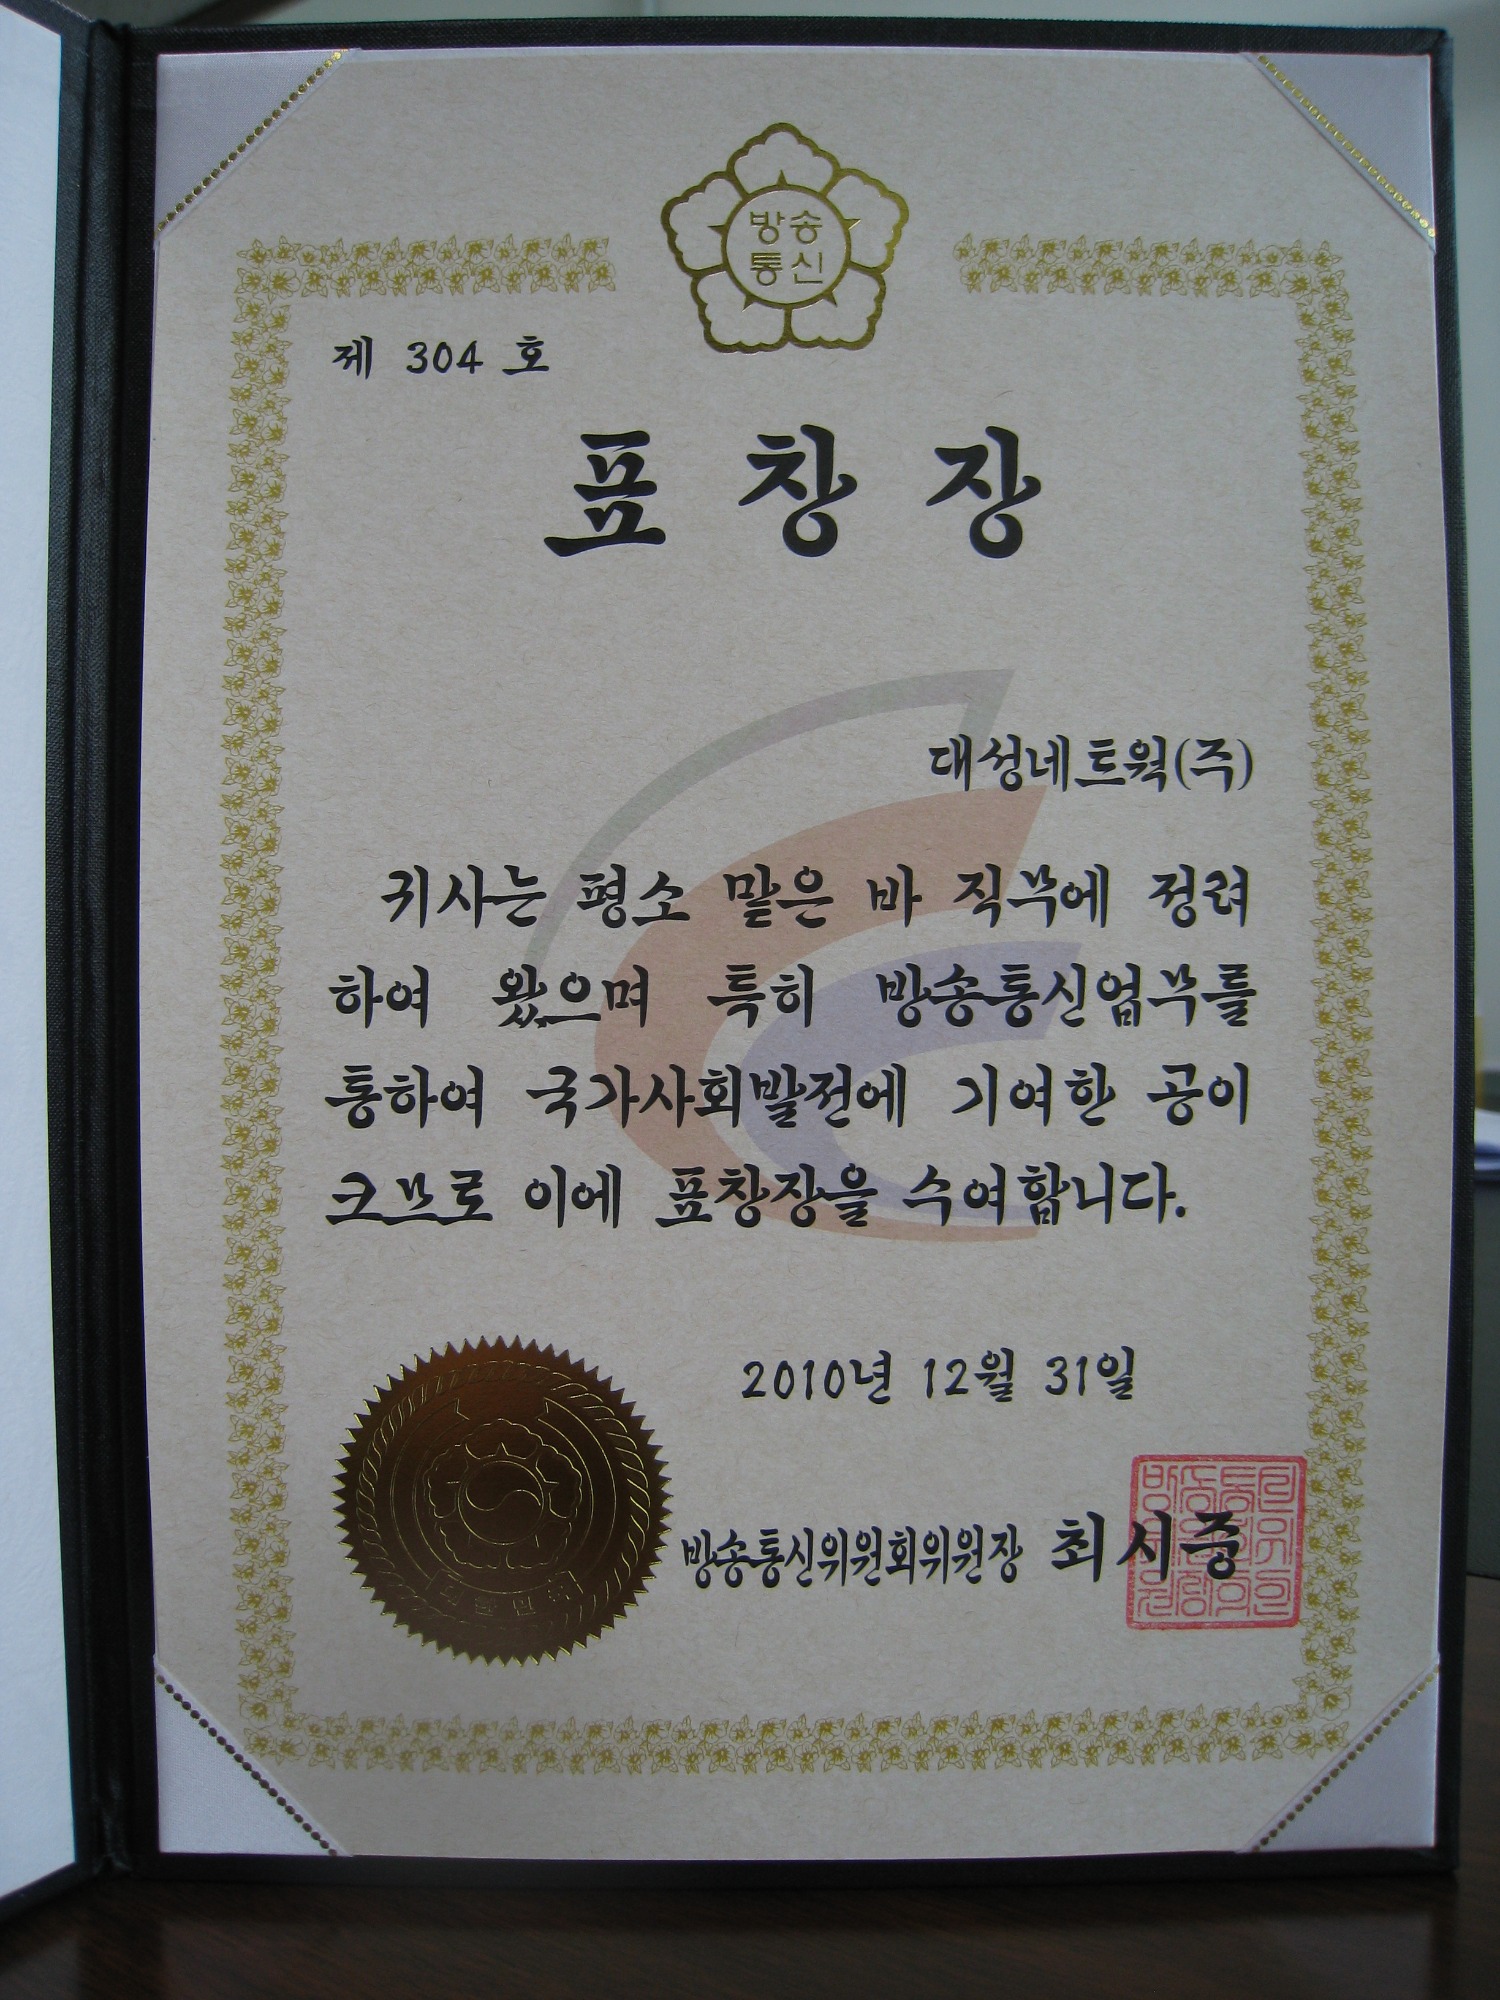 방송
통신
제 304 호
표 창 장
대성네트웍(주)
귀사는 평소 맡은 바 직무에 정려
하여 왔으며 특히 방송통신업무를
통하여 국가사회발전에 기여한 공이
크므로 이에 표창장을 수여합니다.
2010년 12월 31일
방송통신위원회위원장 최시중
대한민국